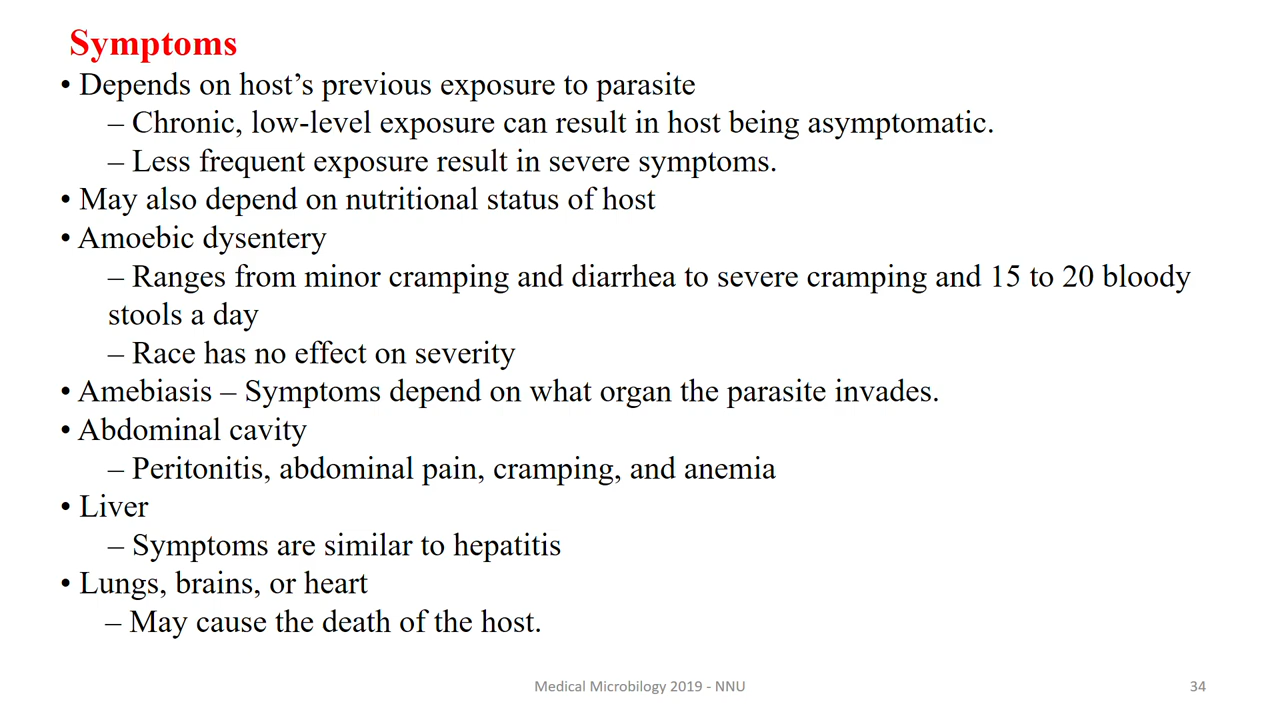 Symptoms
• Depends on host’s previous exposure to parasite
– Chronic, low-level exposure can result in host being asymptomatic.
– Less frequent exposure result in severe symptoms.
• May also depend on nutritional status of host
• Amoebic dysentery
– Ranges from minor cramping and diarrhea to severe cramping and 15 to 20 bloody
stools a day
– Race has no effect on severity
• Amebiasis – Symptoms depend on what organ the parasite invades.
• Abdominal cavity
– Peritonitis, abdominal pain, cramping, and anemia
• Liver
– Symptoms are similar to hepatitis
• Lungs, brains, or heart
– May cause the death of the host.
Medical Microbilogy 2019 - NNU
34